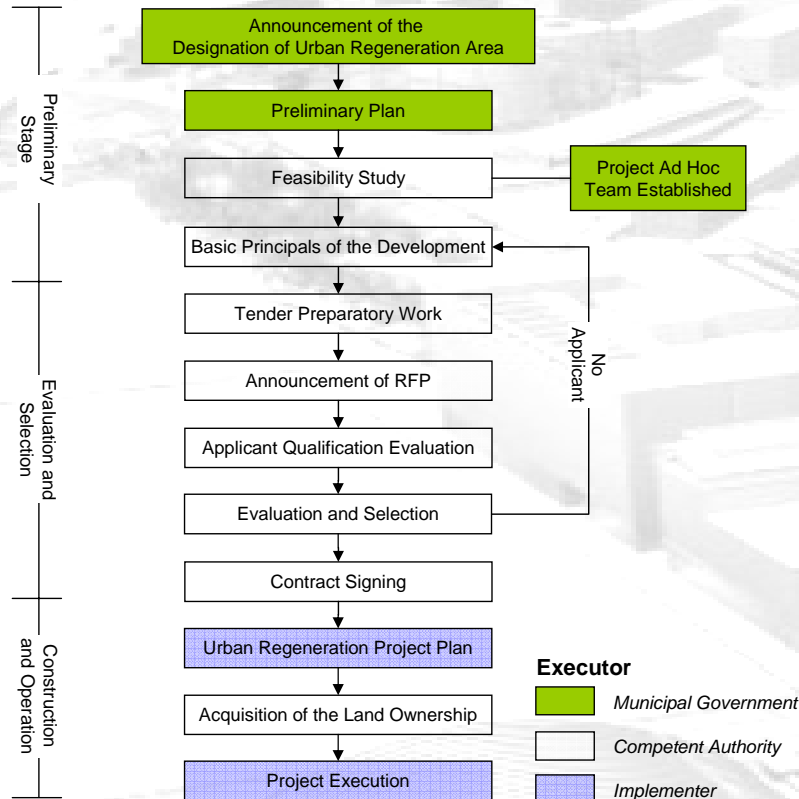 Announcement of the
Designation of Urban Regeneration Area
Preliminary
Stage
Preliminary Plan
Feasibility Study
Project Ad Hoc
Team Established
Basic Principals of the Development
Tender Preparatory Work
No
Applicant
Announcement of RFP
Evaluation and
Selection
Applicant Qualification Evaluation
Evaluation and Selection
Contract Signing
Construction
and Operation
Urban Regeneration Project Plan
Acquisition of the Land Ownership
Project Execution
Executor
Municipal Government
Competent Authority
Implementer